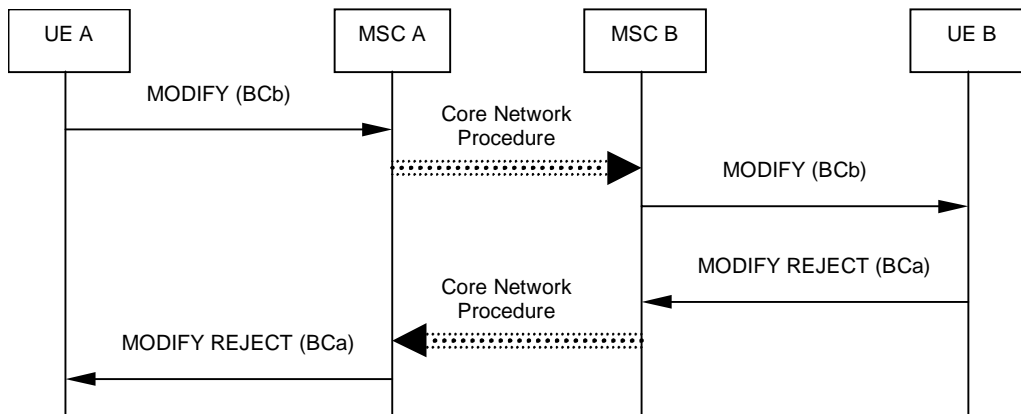 UE A
MSC A
MSC B
UE B
MODIFY (BCb)
Core Network
Procedure
MODIFY (BCb)
MODIFY REJECT (BCa)
Core Network
Procedure
MODIFY REJECT (BCa)